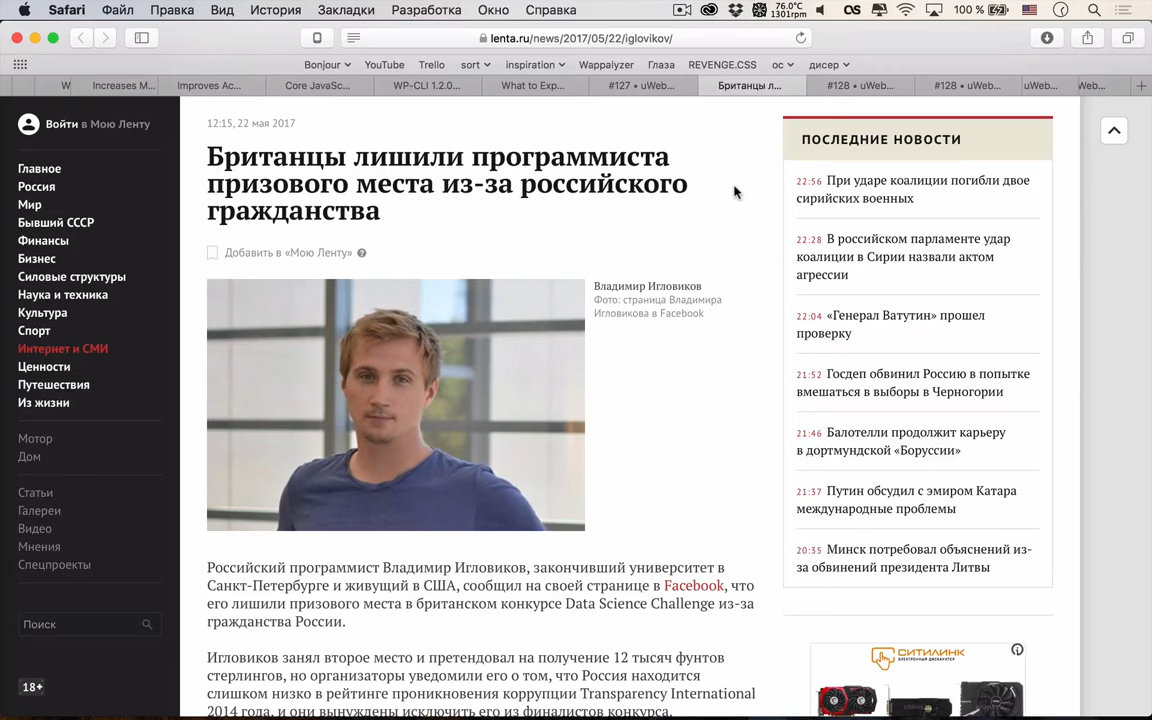 Safari Файл Правка Вид История Закладки Разработка Окно Справка
76.0°C
1301rpm
100 %
lenta.ru/news/2017/05/22/iglovikov/
Bonjour YouTube Trello sort inspiration Wappalyzer Глаза REVENGE.CSS ос дисер
W Increases M... Improves Ac... Core JavaSc... WP-CLI 1.2.0... What to Exp... #127 • uWeb... Британцы л... #128 • uWeb... #128 • uWeb... uWeb... Web...
Войти в Мою Ленту
Главное
Россия
Мир
Бывший СССР
Финансы
Бизнес
Силовые структуры
Наука и техника
Культура
Спорт
Интернет и СМИ
Ценности
Путешествия
Из жизни
Мотор
Дом
Статьи
Галереи
Видео
Мнения
Спецпроекты
Поиск
18+
12:15, 22 мая 2017
Британцы лишили программиста
призового места из-за российского
гражданства
Добавить в «Мою Ленту» ?
Владимир Игловиков
Фото: страница Владимира
Игловикова в Facebook
Российский программист Владимир Игловиков, закончивший университет в
Санкт-Петербурге и живущий в США, сообщил на своей странице в Facebook, что
его лишили призового места в британском конкурсе Data Science Challenge из-за
гражданства России.
Игловиков занял второе место и претендовал на получение 12 тысяч фунтов
стерлингов, но организаторы уведомили его о том, что Россия находится
слишком низко в рейтинге проникновения коррупции Transparency International
2014 года, и они вынуждены исключить его из финалистов конкурса.
ПОСЛЕДНИЕ НОВОСТИ
22:56 При ударе коалиции погибли двое
сирийских военных
22:28 В российском парламенте удар
коалиции в Сирии назвали актом
агрессии
22:04 «Генерал Ватутин» прошел
проверку
21:52 Госдеп обвинил Россию в попытке
вмешаться в выборы в Черногории
21:46 Балотелли продолжит карьеру
в дортмундской «Боруссии»
21:37 Путин обсудил с эмиром Катара
международные проблемы
20:35 Минск потребовал объяснений из-
за обвинений президента Литвы
СИТИЛИНК
ЭЛЕКТРОННЫЙ ДИСКАУНТЕР